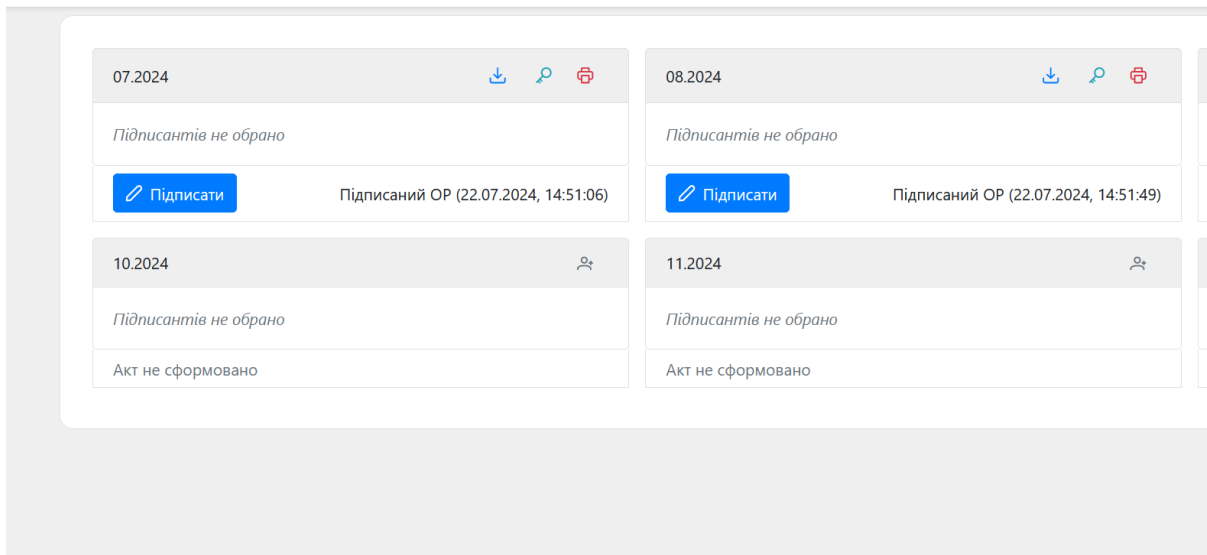 07.2024
08.2024
Підписантів не обрано
Підписантів не обрано
Підписати
Підписаний ОР (22.07.2024, 14:51:06)
Підписати
Підписаний ОР (22.07.2024, 14:51:49)
10.2024
11.2024
Підписантів не обрано
Підписантів не обрано
Акт не сформовано
Акт не сформовано